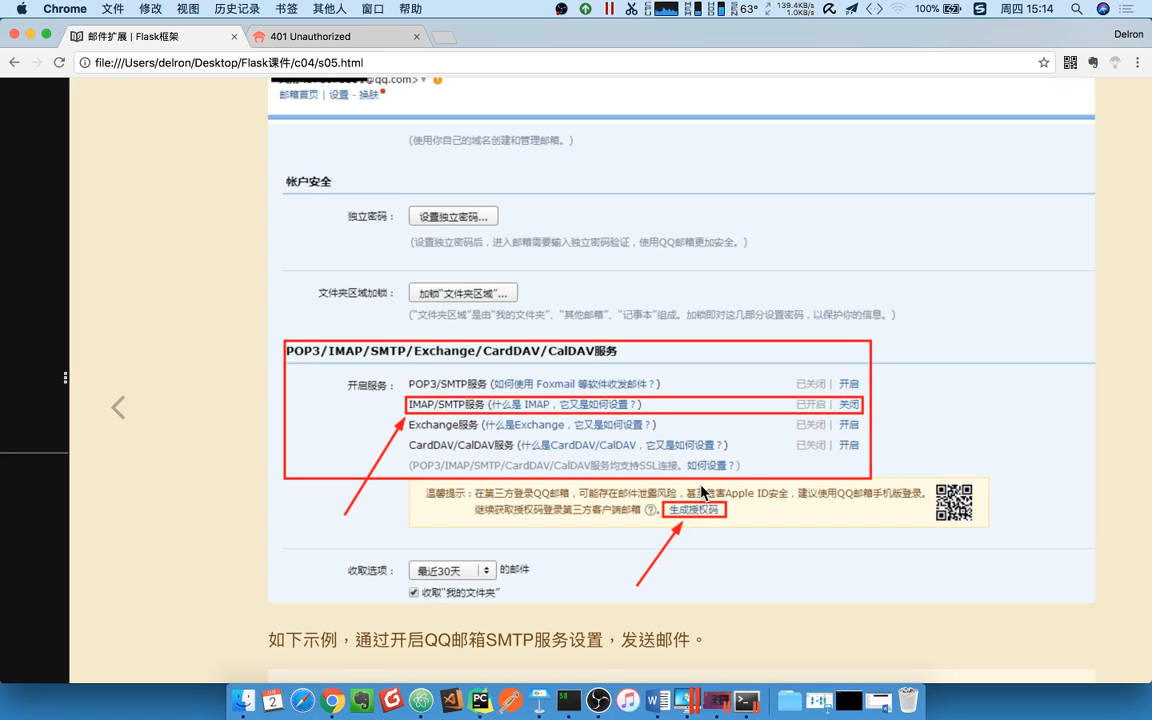 Chrome 文件 修改 视图 历史记录 书签 其他人 窗口 帮助 63° 139.4KB/s 1.0KB/s 100% 周四 15:14
邮件扩展 | Flask框架 401 Unauthorized Delron
file:///Users/delron/Desktop/Flask课件/c04/s05.html
@qq.com>
邮箱首页 | 设置 - 换肤
(使用你自己的域名创建和管理邮箱。)
帐户安全
独立密码： 设置独立密码...
(设置独立密码后，进入邮箱需要输入独立密码验证，使用QQ邮箱更加安全。)
文件夹区域加锁： 加锁“文件夹区域”...
(“文件夹区域”是由“我的文件夹”、“其他邮箱”、“记事本”组成。加锁即对这几部分设置密码，以保护你的信息。)
POP3/IMAP/SMTP/Exchange/CardDAV/CalDAV服务
开启服务： POP3/SMTP服务 (如何使用 Foxmail 等软件收发邮件？) 已关闭 | 开启
IMAP/SMTP服务 (什么是 IMAP，它又是如何设置？) 已开启 | 关闭
Exchange服务 (什么是Exchange，它又是如何设置？) 已关闭 | 开启
CardDAV/CalDAV服务 (什么是CardDAV/CalDAV，它又是如何设置？) 已关闭 | 开启
(POP3/IMAP/SMTP/CardDAV/CalDAV服务均支持SSL连接。如何设置？)
温馨提示：在第三方登录QQ邮箱，可能存在邮件泄露风险，甚至危害Apple ID安全，建议使用QQ邮箱手机版登录。
继续获取授权码登录第三方客户端邮箱 。生成授权码
收取选项： 最近30天 的邮件
收取“我的文件夹”
如下示例，通过开启QQ邮箱SMTP服务设置，发送邮件。
2 PC